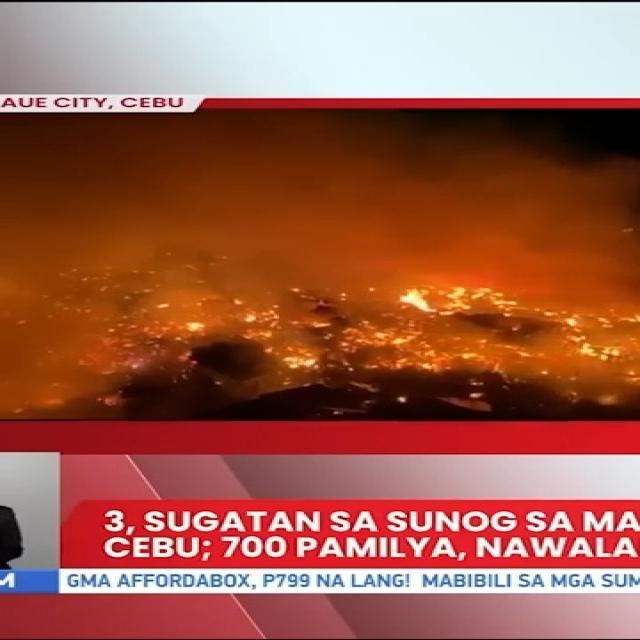 AUE CITY, CEBU
3, SUGATAN SA SUNOG SA MA
CEBU; 700 PAMILYA, NAWALA
M GMA AFFORDABOX, P799 NA LANG! MABIBILI SA MGA SUM